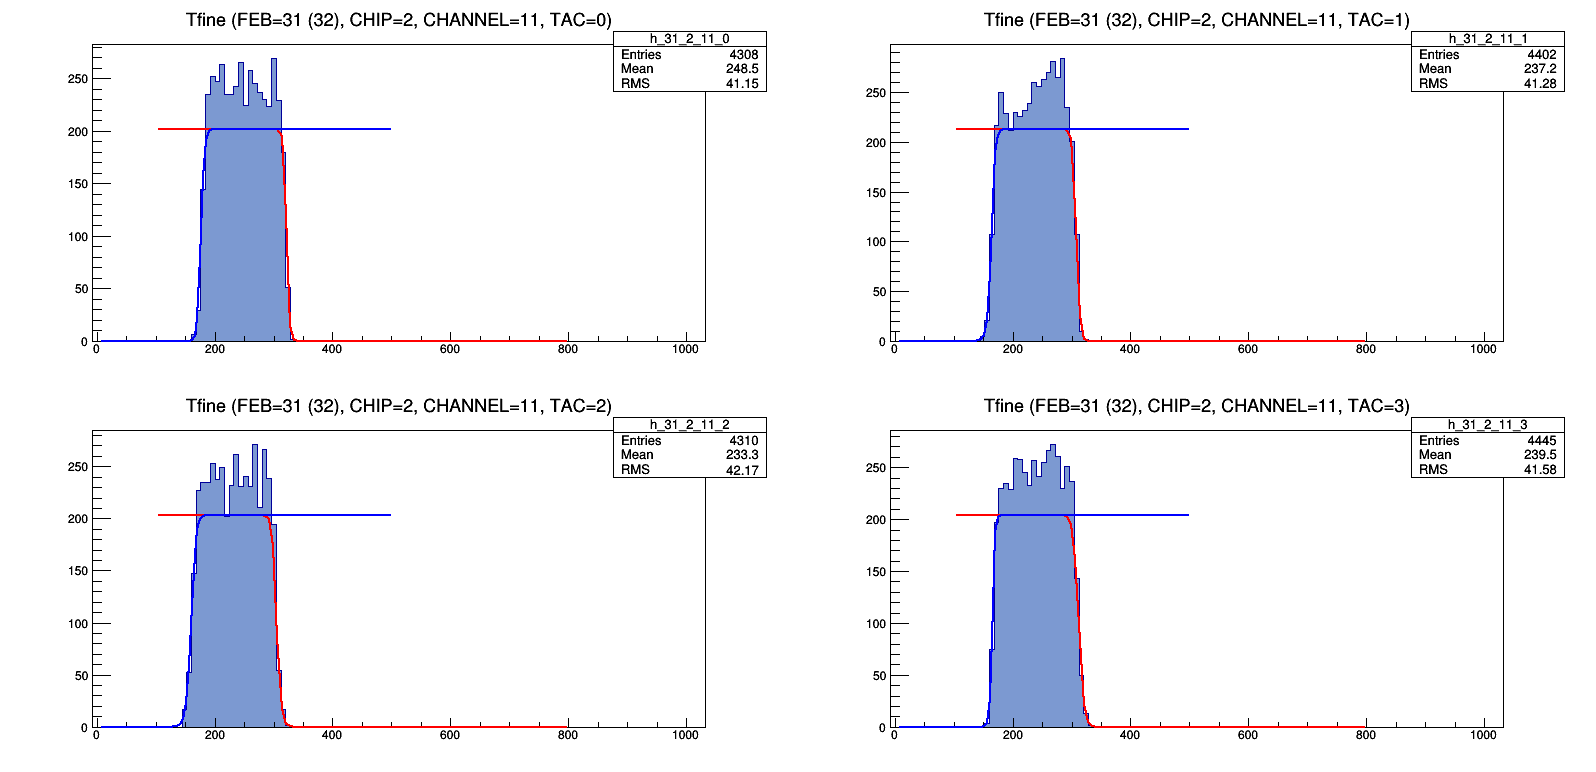 Tfine (FEB=31 (32), CHIP=2, CHANNEL=11, TAC=0)
h_31_2_11_0
Entries 4308
Mean 248.5
RMS 41.15
250
200
150
100
50
0
0 200 400 600 800 1000
Tfine (FEB=31 (32), CHIP=2, CHANNEL=11, TAC=1)
h_31_2_11_1
Entries 4402
Mean 237.2
RMS 41.28
250
200
150
100
50
0
0 200 400 600 800 1000
Tfine (FEB=31 (32), CHIP=2, CHANNEL=11, TAC=2)
h_31_2_11_2
Entries 4310
Mean 233.3
RMS 42.17
250
200
150
100
50
0
0 200 400 600 800 1000
Tfine (FEB=31 (32), CHIP=2, CHANNEL=11, TAC=3)
h_31_2_11_3
Entries 4445
Mean 239.5
RMS 41.58
250
200
150
100
50
0
0 200 400 600 800 1000